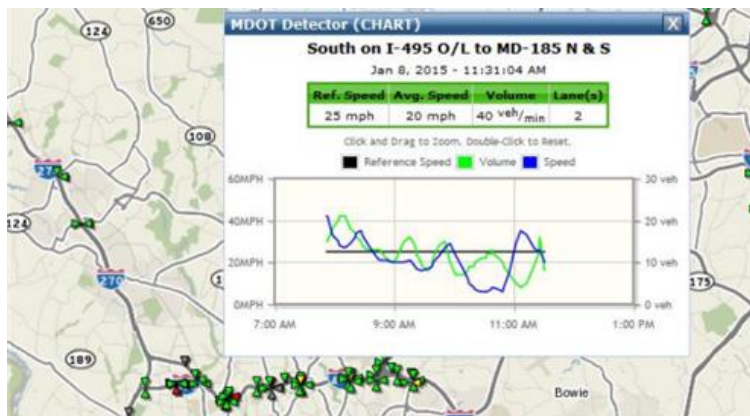 MDOT Detector (CHART) X
South on I-495 O/L to MD-185 N & S
Jan 8, 2015 - 11:31:04 AM
Ref. Speed Avg. Speed Volume Lane(s)
25 mph 20 mph 40 veh/min 2
Click and Drag to Zoom. Double-Click to Reset.
Reference Speed Volume Speed
60MPH 30 veh
40MPH 20 veh
20MPH 10 veh
0MPH 0 veh
7:00 AM 9:00 AM 11:00 AM 1:00 PM
650
124
108
27
124
270
175
189
Bowie